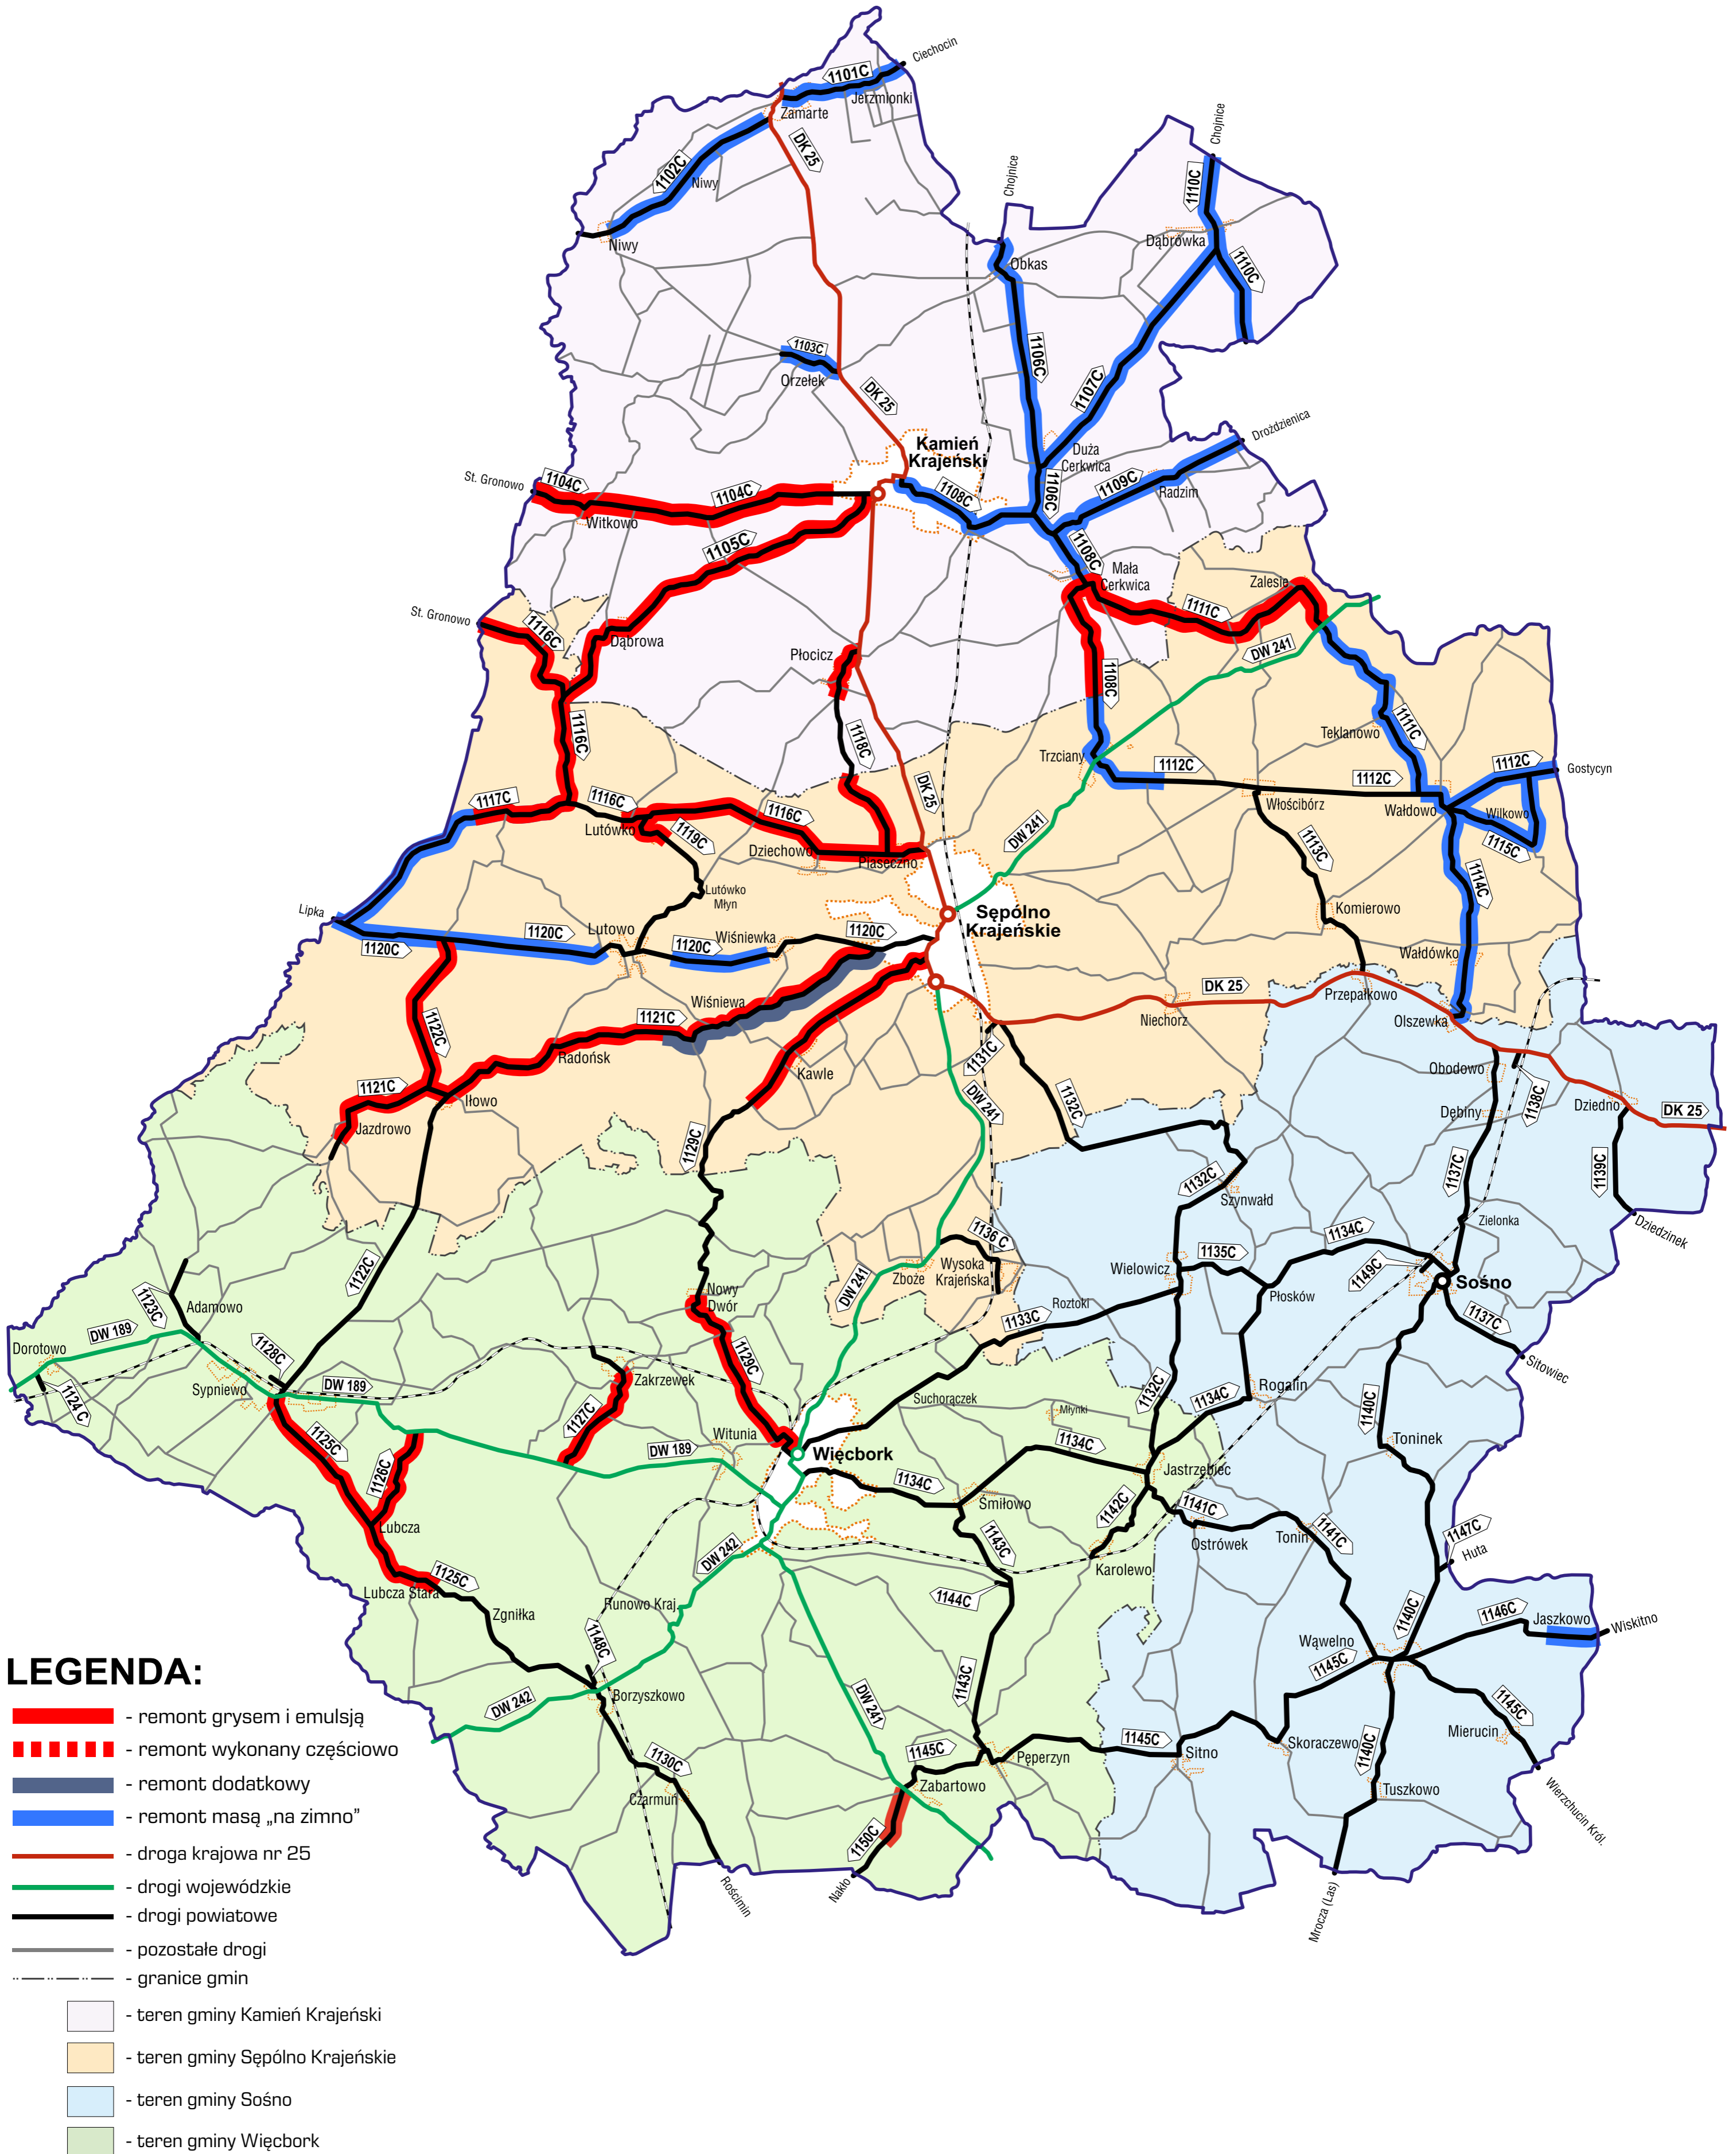 Ciechocin
1101C
Jerzmionki
Zamarte
DK 25
1102C
Niwy
Niwy
Chojnice
Chojnice
1110C
Dąbrówka
1110C
Obkas
1103C
Orzełek
1106C
1107C
DK 25
Kamień
Krajeński
Drożdzienica
Duża
Cerkwica
St. Gronowo
1104C
1104C
1108C
1106C
1109C
Radzim
Witkowo
1105C
1108C
Mała
Cerkwica
Zalesie
1111C
St. Gronowo
1116C
Dąbrowa
Płocicz
DW 241
1108C
1116C
1118C
Teklanowo
1111C
Trzciany
1112C
1112C
1112C
Gostycyn
DK 25
Włościbórz
Wałdowo
Wilkowo
1117C
1116C
1116C
Lutówko
1119C
Dziechowo
Piaseczno
DW 241
1113C
1115C
1114C
Lutówko
Młyn
Lipka
Sępólno
Krajeńskie
Komierowo
1120C
1120C
Lutowo
1120C
Wiśniewka
1120C
Wałdówko
Wiśniewa
1121C
DK 25
Przepałkowo
Niechorz
Olszewka
1122C
Radońsk
Kawle
1131C
Obodowo
1138C
1121C
Iłowo
DW 241
1132C
Dębiny
Dziedno
DK 25
Jazdrowo
1129C
1137C
1139C
1132C
Szynwałd
Zielonka
Dziedzinek
1136 C
1134C
1122C
Zboże
Wysoka
Krajeńska
Wielowicz
1135C
1149C
Sośno
1123C
Adamowo
Nowy
Dwór
DW 241
Roztoki
Płosków
1133C
1137C
DW 189
Dorotowo
1128C
1129C
Sitowiec
Sypniewo
DW 189
Zakrzewek
Rogalin
1124 C
1127C
Suchorączek
Młynki
1132C
1134C
1140C
1125C
Witunia
DW 189
Więcbork
1134C
Toninek
1126C
1134C
Jastrzębiec
Śmiłowo
1142C
1141C
Lubcza
Tonin
1141C
1147C
1143C
Ostrówek
Huta
DW 242
Karolewo
1125C
Lubcza Stara
1144C
Zgniłka
Runowo Kraj.
1140C
1146C
Jaszkowo
Wiskitno
1148C
Wąwelno
1145C
1143C
Borzyszkowo
DW 242
DW 241
1145C
Mierucin
1130C
1145C
Pęperzyn
1145C
Sitno
Skoraczewo
1140C
Czarmuń
Zabartowo
Tuszkowo
Wierzchucin Król.
1150C
Rościmin
Nakło
Mrocza (Las)
LEGENDA:
- remont grysem i emulsją
- remont wykonany częściowo
- remont dodatkowy
- remont masą „na zimno”
- droga krajowa nr 25
- drogi wojewódzkie
- drogi powiatowe
- pozostałe drogi
- granice gmin
- teren gminy Kamień Krajeński
- teren gminy Sępólno Krajeńskie
- teren gminy Sośno
- teren gminy Więcbork